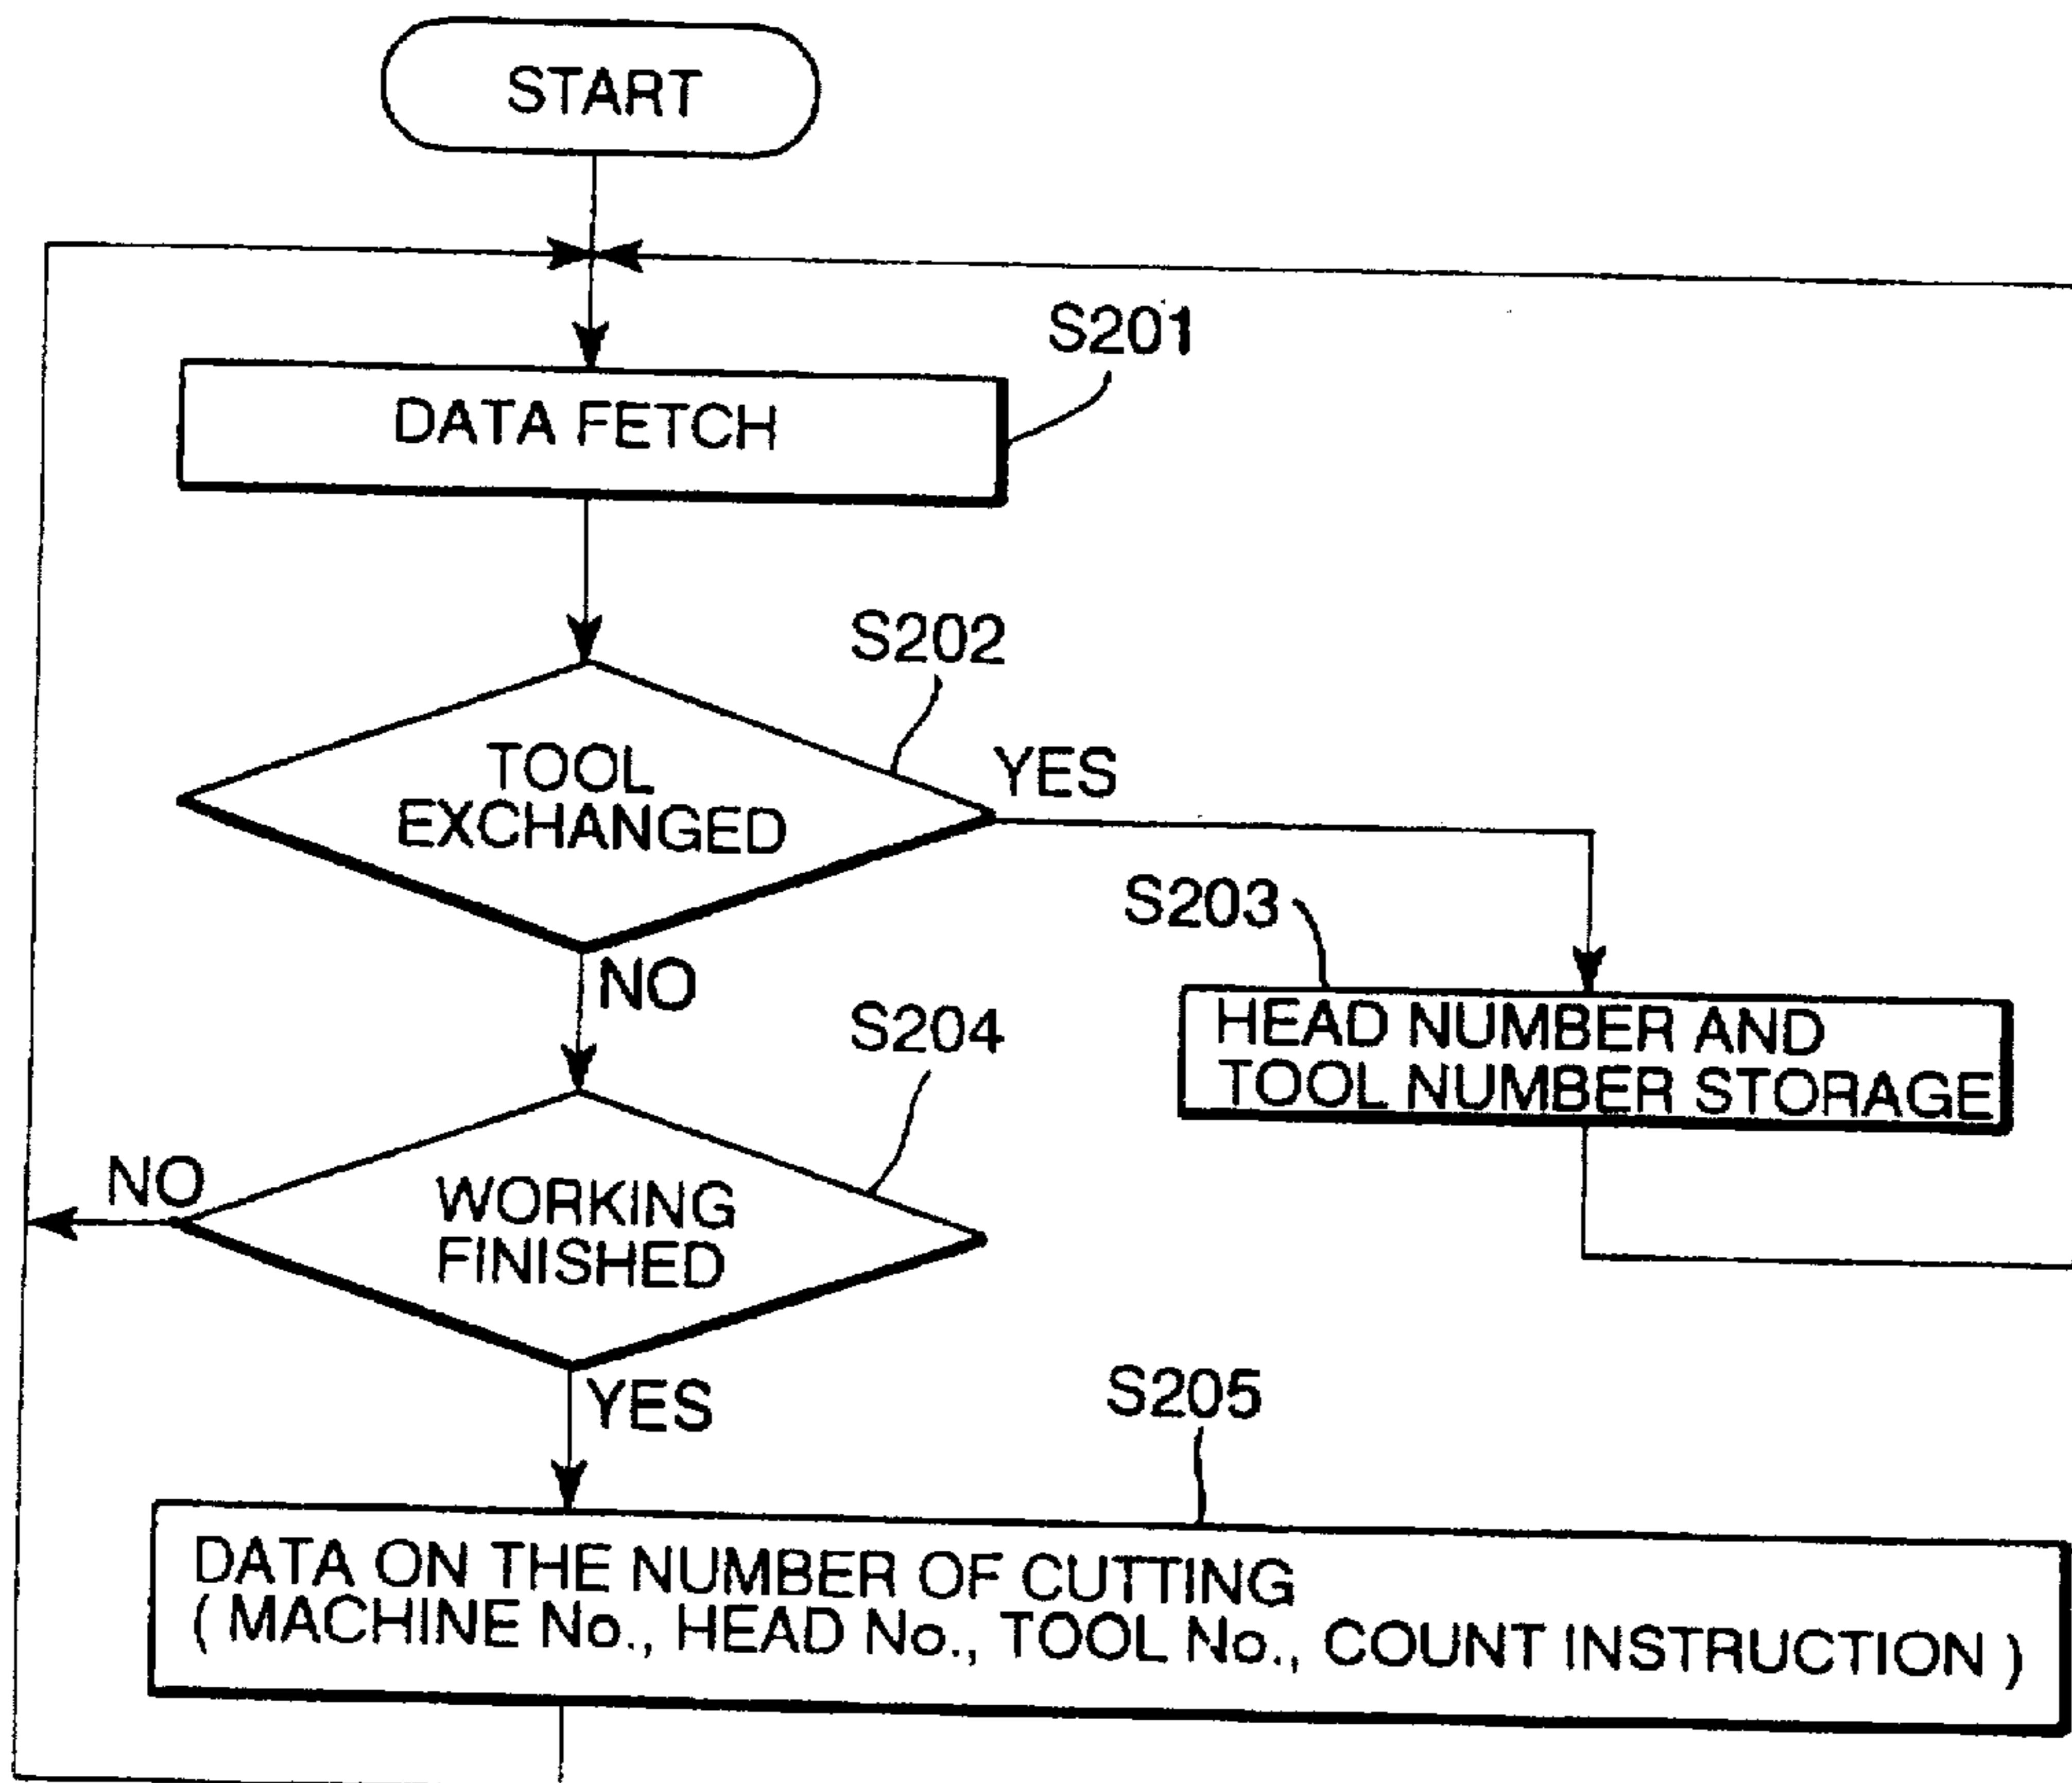 START
S201
DATA FETCH
S202
TOOL
EXCHANGED
YES
S203
NO
HEAD NUMBER AND
TOOL NUMBER STORAGE
S204
NO
WORKING
FINISHED
YES
S205
DATA ON THE NUMBER OF CUTTING
( MACHINE No., HEAD No., TOOL No., COUNT INSTRUCTION )